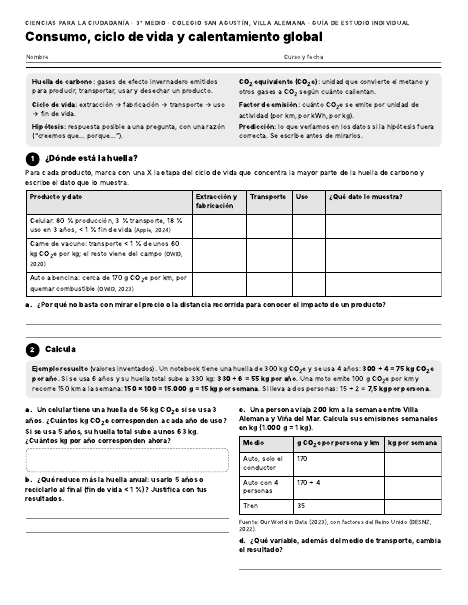 CIENCIAS PARA LA CIUDADANÍA · 3° MEDIO · COLEGIO SAN AGUSTÍN, VILLA ALEMANA · GUÍA DE ESTUDIO INDIVIDUAL
Consumo, ciclo de vida y calentamiento global
Nombre
Curso y fecha
Huella de carbono: gases de efecto invernadero emitidos
para producir, transportar, usar y desechar un producto.
Ciclo de vida: extracción → fabricación → transporte → uso
→ fin de vida.
Hipótesis: respuesta posible a una pregunta, con una razón
("creemos que... porque...").
CO₂ equivalente (CO₂e): unidad que convierte el metano y
otros gases a CO₂ según cuánto calientan.
Factor de emisión: cuánto CO₂e se emite por unidad de
actividad (por km, por kWh, por kg).
Predicción: lo que veríamos en los datos si la hipótesis fuera
correcta. Se escribe antes de mirarlos.
1 ¿Dónde está la huella?
Para cada producto, marca con una X la etapa del ciclo de vida que concentra la mayor parte de la huella de carbono y
escribe el dato que lo muestra.
Producto y dato
Extracción y
fabricación
Transporte
Uso
¿Qué dato lo muestra?
Celular: 80 % producción, 3 % transporte, 18 %
uso en 3 años, < 1 % fin de vida (Apple, 2024)
Carne de vacuno: transporte < 1 % de unos 60
kg CO₂e por kg; el resto viene del campo (OWID,
2020)
Auto a bencina: cerca de 170 g CO₂e por km, por
quemar combustible (OWID, 2023)
a. ¿Por qué no basta con mirar el precio o la distancia recorrida para conocer el impacto de un producto?
2 Calcula
Ejemplo resuelto (valores inventados). Un notebook tiene una huella de 300 kg CO₂e y se usa 4 años: 300 ÷ 4 = 75 kg CO₂e
por año. Si se usa 6 años y su huella total sube a 330 kg: 330 ÷ 6 = 55 kg por año. Una moto emite 100 g CO₂e por km y
recorre 150 km a la semana: 150 × 100 = 15.000 g = 15 kg por semana. Si lleva a dos personas: 15 ÷ 2 = 7,5 kg por persona.
a. Un celular tiene una huella de 56 kg CO₂e si se usa 3
años. ¿Cuántos kg CO₂e corresponden a cada año de uso?
Si se usa 5 años, su huella total sube a unos 63 kg.
¿Cuántos kg por año corresponden ahora?
b. ¿Qué reduce más la huella anual: usarlo 5 años o
reciclarlo al final (fin de vida < 1 %)? Justifica con tus
resultados.
c. Una persona viaja 200 km a la semana entre Villa
Alemana y Viña del Mar. Calcula sus emisiones semanales
en kg (1.000 g = 1 kg).
Medio
g CO₂e por persona y km
kg por semana
Auto, solo el
conductor
170
Auto con 4
personas
170 ÷ 4
Tren
35
Fuente: Our World in Data (2023), con factores del Reino Unido (DESNZ,
2022).
d. ¿Qué variable, además del medio de transporte, cambia
el resultado?